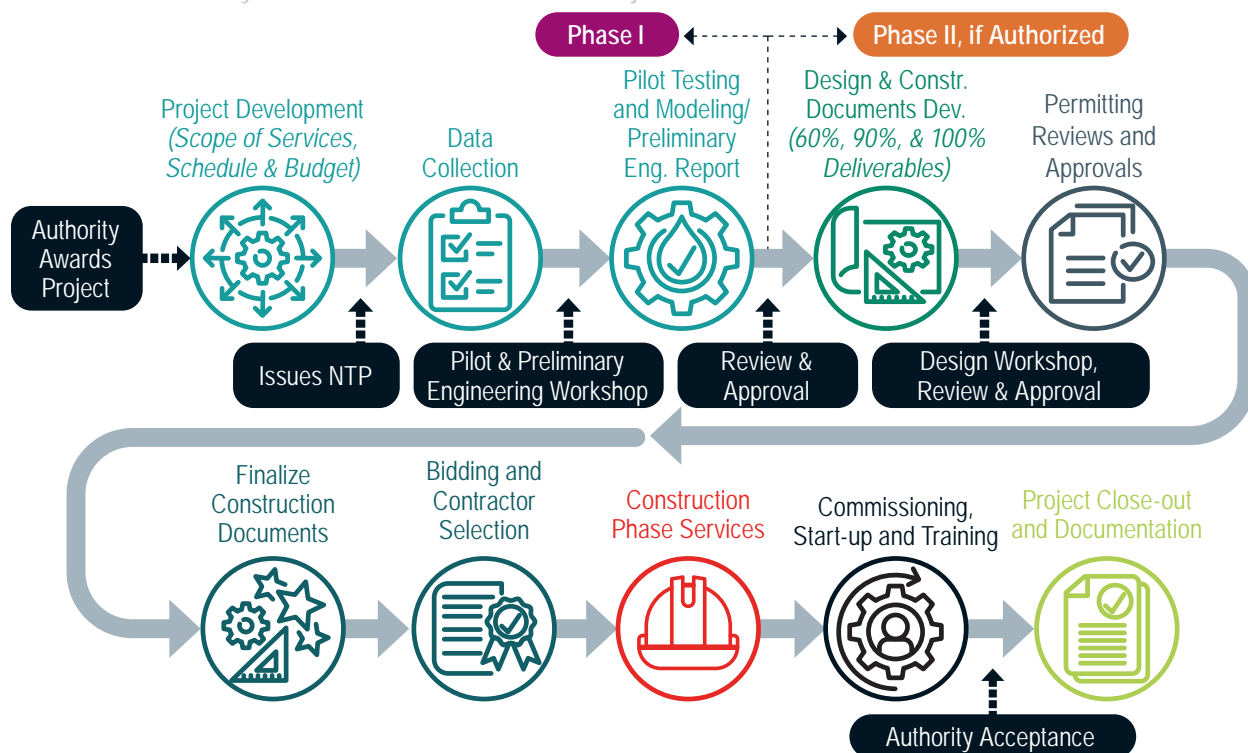 Phase I
Phase II, if Authorized
Project Development
(Scope of Services,
Schedule & Budget)
Data
Collection
Pilot Testing
and Modeling/
Preliminary
Eng. Report
Design & Constr.
Documents Dev.
(60%, 90%, & 100%
Deliverables)
Permitting
Reviews and
Approvals
Authority
Awards
Project
Issues NTP
Pilot & Preliminary
Engineering Workshop
Review &
Approval
Design Workshop,
Review & Approval
Finalize
Construction
Documents
Bidding and
Contractor
Selection
Construction
Phase Services
Commissioning,
Start-up and Training
Project Close-out
and Documentation
Authority Acceptance